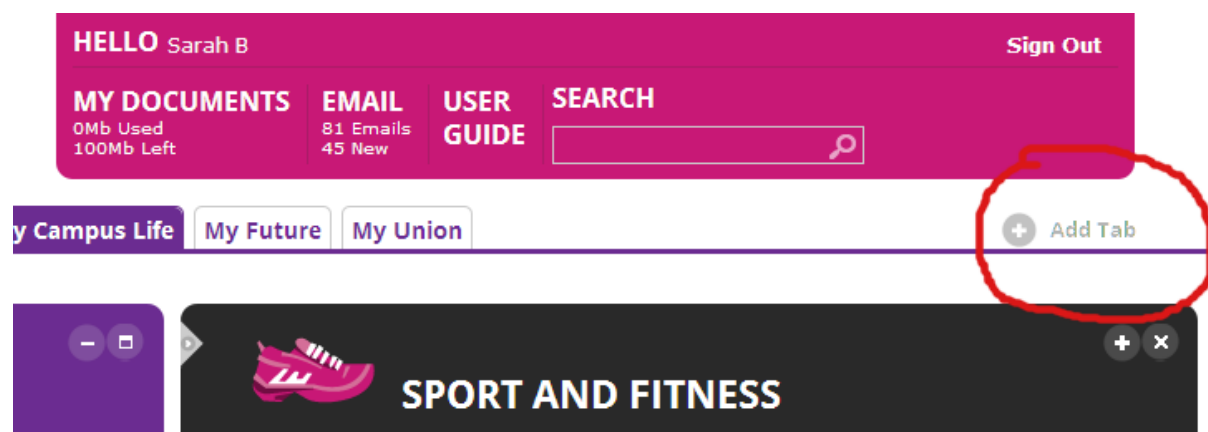 HELLO Sarah B
Sign Out
MY DOCUMENTS
0Mb Used
100Mb Left
EMAIL
81 Emails
45 New
USER
GUIDE
SEARCH
y Campus Life
My Future
My Union
Add Tab
SPORT AND FITNESS